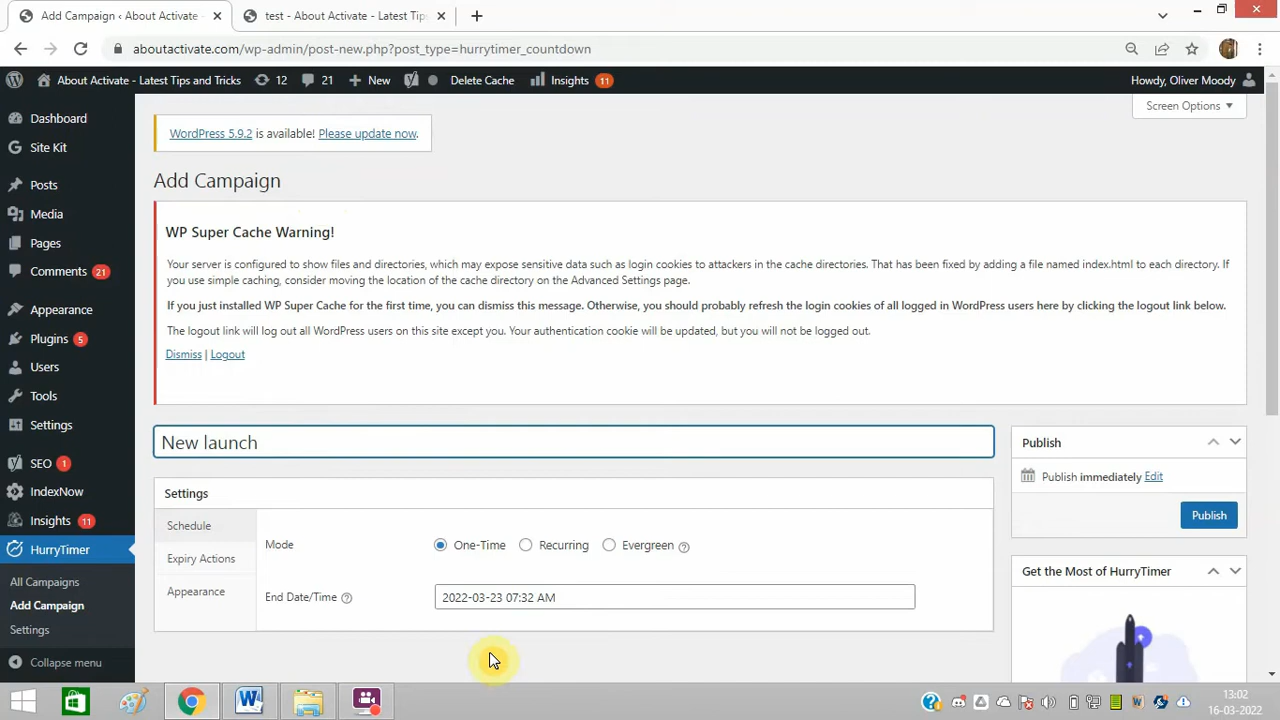 Add Campaign ‹ About Activate -
test - About Activate - Latest Tips
aboutactivate.com/wp-admin/post-new.php?post_type=hurrytimer_countdown
About Activate - Latest Tips and Tricks
12
21
New
Delete Cache
Insights 11
Howdy, Oliver Moody
Screen Options
Dashboard
Site Kit
Posts
Media
Pages
Comments 21
Appearance
Plugins 5
Users
Tools
Settings
SEO 1
IndexNow
Insights 11
HurryTimer
All Campaigns
Add Campaign
Settings
Collapse menu
WordPress 5.9.2 is available! Please update now.
Add Campaign
WP Super Cache Warning!
Your server is configured to show files and directories, which may expose sensitive data such as login cookies to attackers in the cache directories. That has been fixed by adding a file named index.html to each directory. If
you use simple caching, consider moving the location of the cache directory on the Advanced Settings page.
If you just installed WP Super Cache for the first time, you can dismiss this message. Otherwise, you should probably refresh the login cookies of all logged in WordPress users here by clicking the logout link below.
The logout link will log out all WordPress users on this site except you. Your authentication cookie will be updated, but you will not be logged out.
Dismiss | Logout
New launch
Settings
Schedule
Expiry Actions
Appearance
Mode
One-Time
Recurring
Evergreen
End Date/Time
2022-03-23 07:32 AM
Publish
Publish immediately Edit
Publish
Get the Most of HurryTimer
13:02
16-03-2022